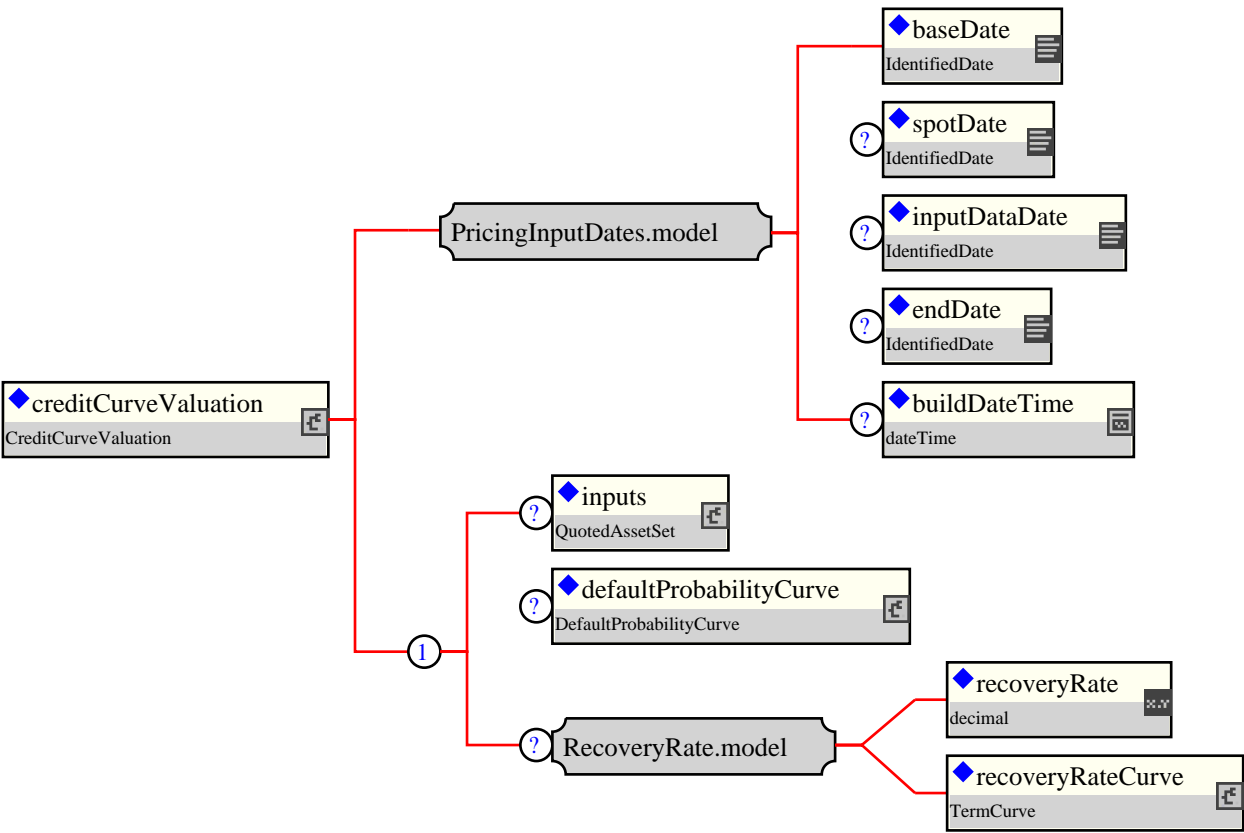 baseDate
IdentifiedDate
?
spotDate
IdentifiedDate
?
inputDataDate
IdentifiedDate
PricingInputDates.model
?
endDate
IdentifiedDate
creditCurveValuation
CreditCurveValuation
?
buildDateTime
dateTime
?
inputs
QuotedAssetSet
?
defaultProbabilityCurve
DefaultProbabilityCurve
1
?
RecoveryRate.model
recoveryRate
decimal
x.y
recoveryRateCurve
TermCurve